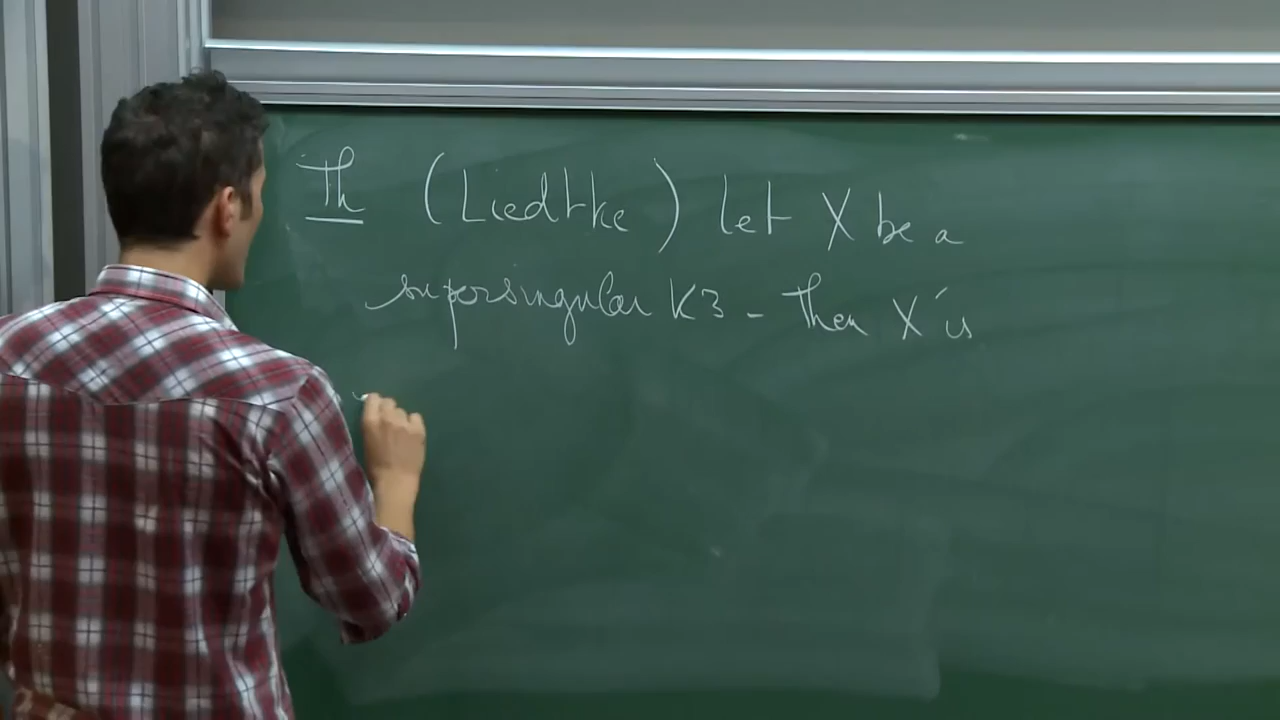 Th (Liedtke) let X be a
supersingular K3 - then X is